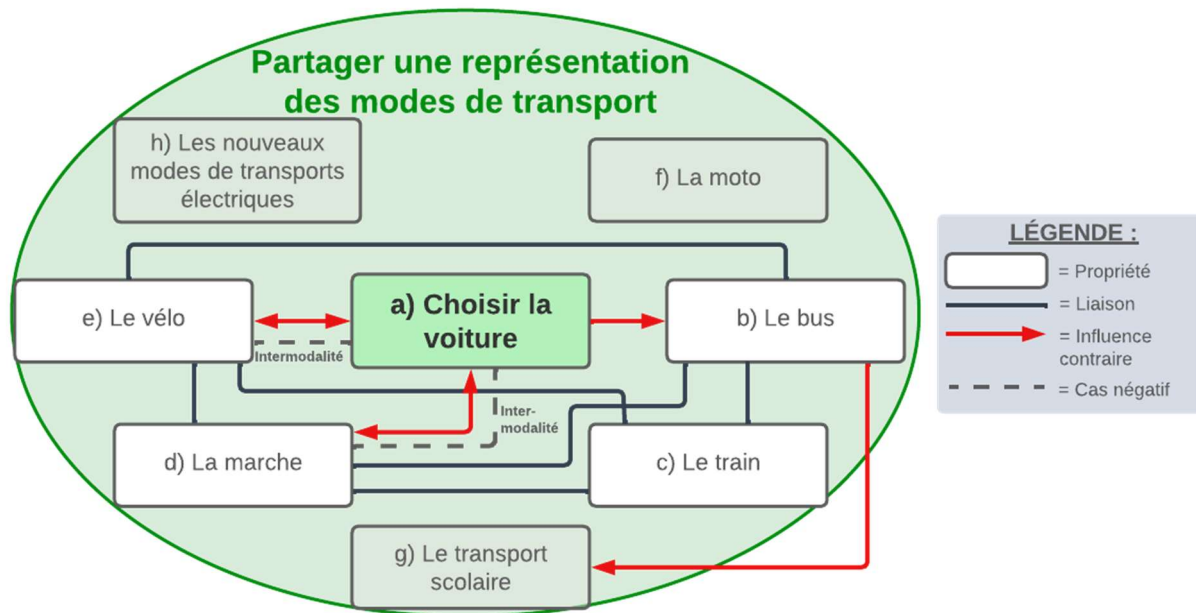 Partager une représentation
des modes de transport
h) Les nouveaux
modes de transports
électriques
f) La moto
e) Le vélo
a) Choisir la
voiture
b) Le bus
Intermodalité
Inter-
modalité
d) La marche
c) Le train
g) Le transport
scolaire
LÉGENDE :
= Propriété
= Liaison
= Influence
contraire
= Cas négatif